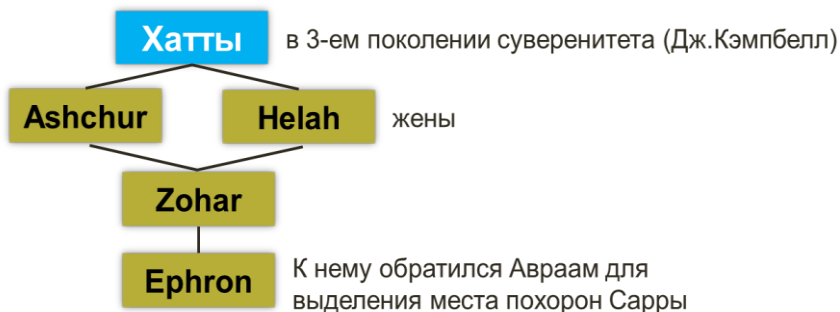 Хатты в 3-ем поколении суверенитета (Дж.Кэмпбелл)
Ashchur Helah жены
Zohar
Ephron К нему обратился Авраам для
выделения места похорон Сарры